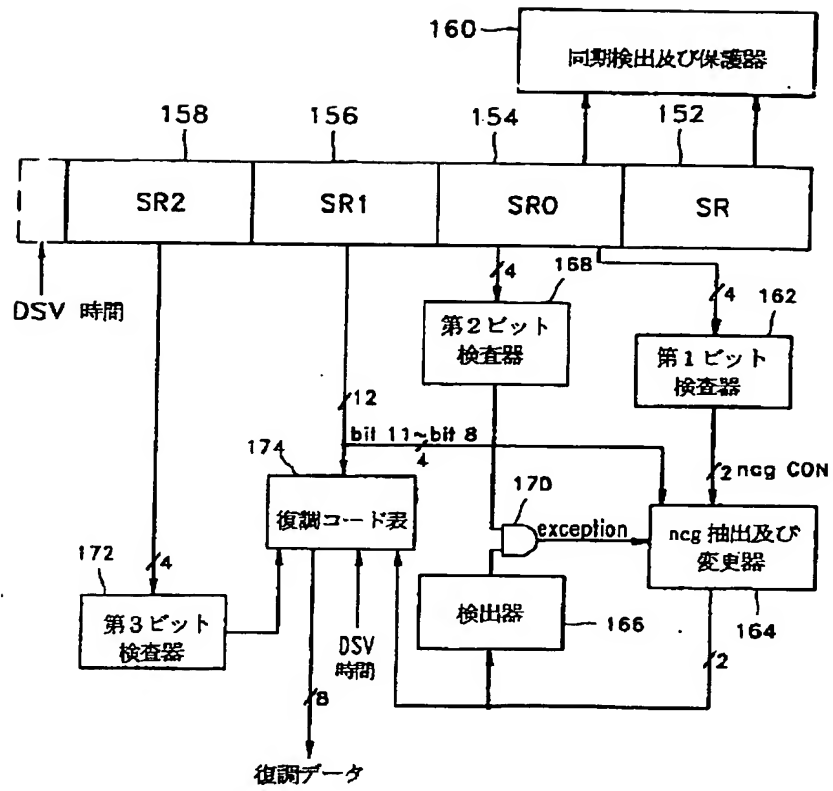 160
同期検出及び保護器
158
156
154
152
SR2
SR1
SR0
SR
DSV 時間
4
168
第2ビット
検査器
4
162
第1ビット
検査器
12
bit 11~bit 8
4
174
復調コード表
2 ncg CON
170
exception
ncg 抽出及び
変更器
164
172
4
第3ビット
検査器
検出器
166
DSV
時間
2
8
復調データ